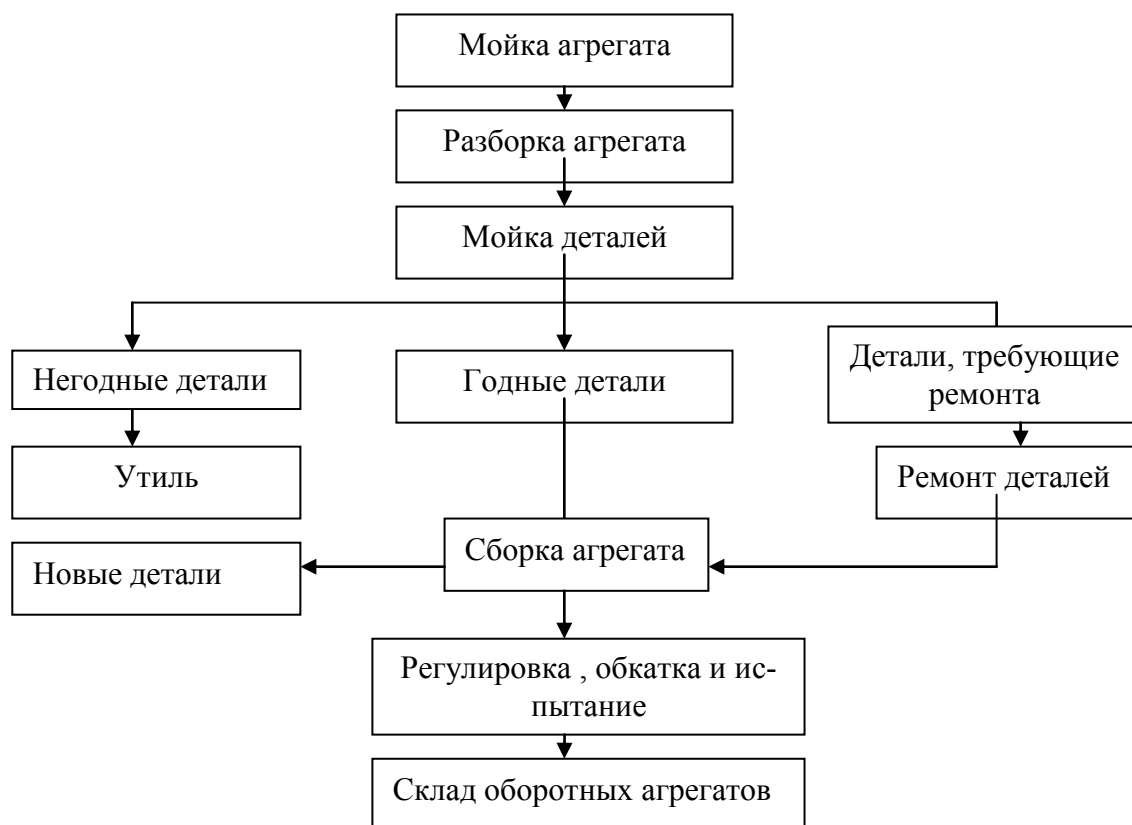 Мойка агрегата
Разборка агрегата
Мойка деталей
Негодные детали
Годные детали
Детали, требующие
ремонта
Утиль
Ремонт деталей
Новые детали
Сборка агрегата
Регулировка , обкатка и ис-
пытание
Склад оборотных агрегатов